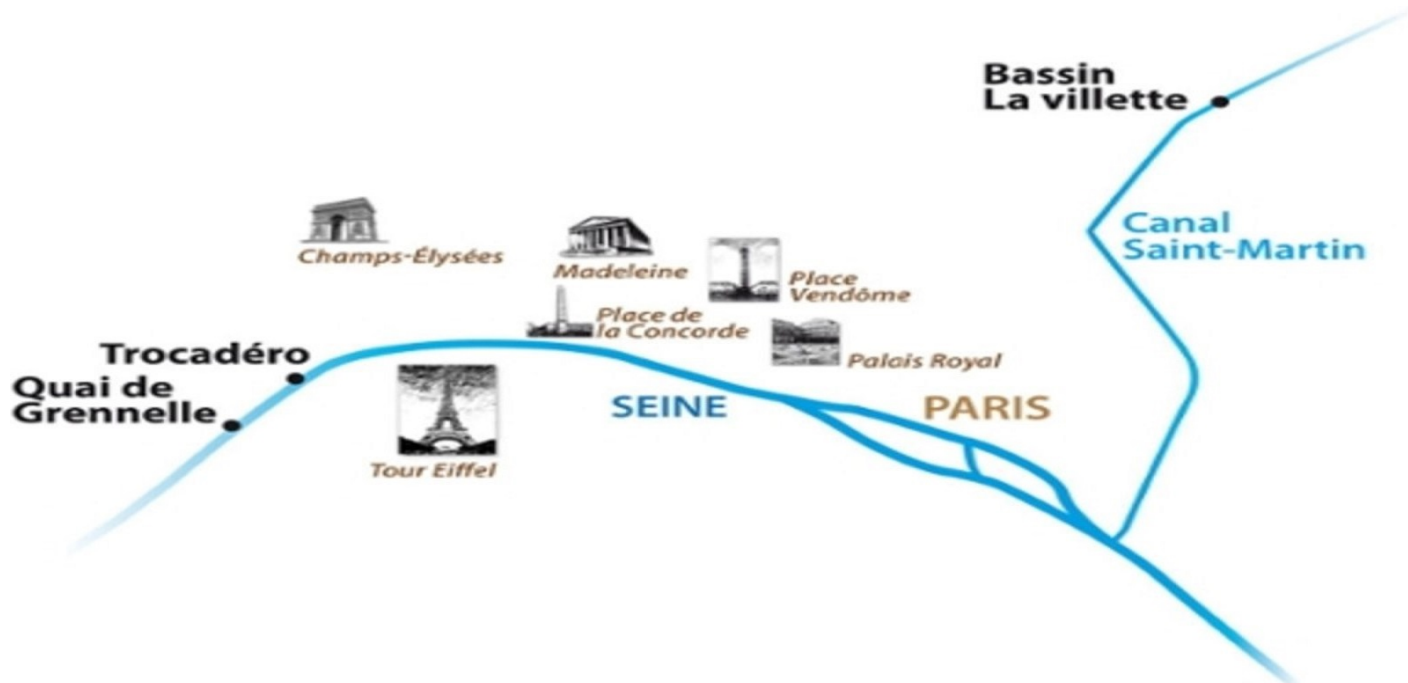 Bassin
La villette
Canal
Saint-Martin
Champs-Élysées
Madeleine
Place
Vendôme
Place de
la Concorde
Trocadéro
Palais Royal
Quai de
Grennelle
SEINE
PARIS
Tour Eiffel